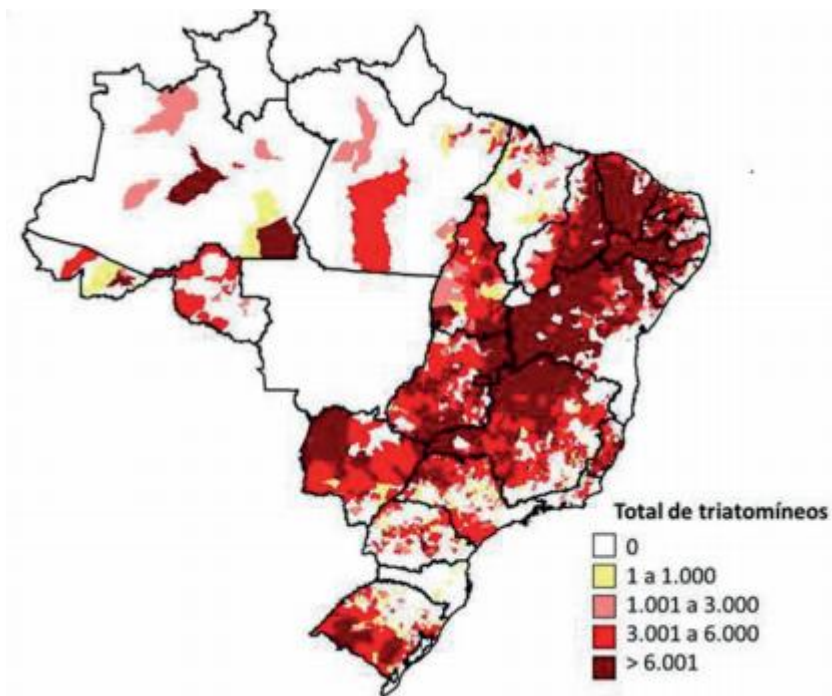 Total de triatomíneos
0
1 a 1.000
1.001 a 3.000
3.001 a 6.000
> 6.001